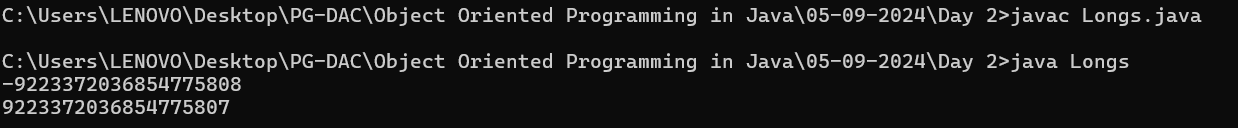 C:\Users\LENOVO\Desktop\PG-DAC\Object Oriented Programming in Java\05-09-2024\Day 2>javac Longs.java
C:\Users\LENOVO\Desktop\PG-DAC\Object Oriented Programming in Java\05-09-2024\Day 2>java Longs
-9223372036854775808
9223372036854775807